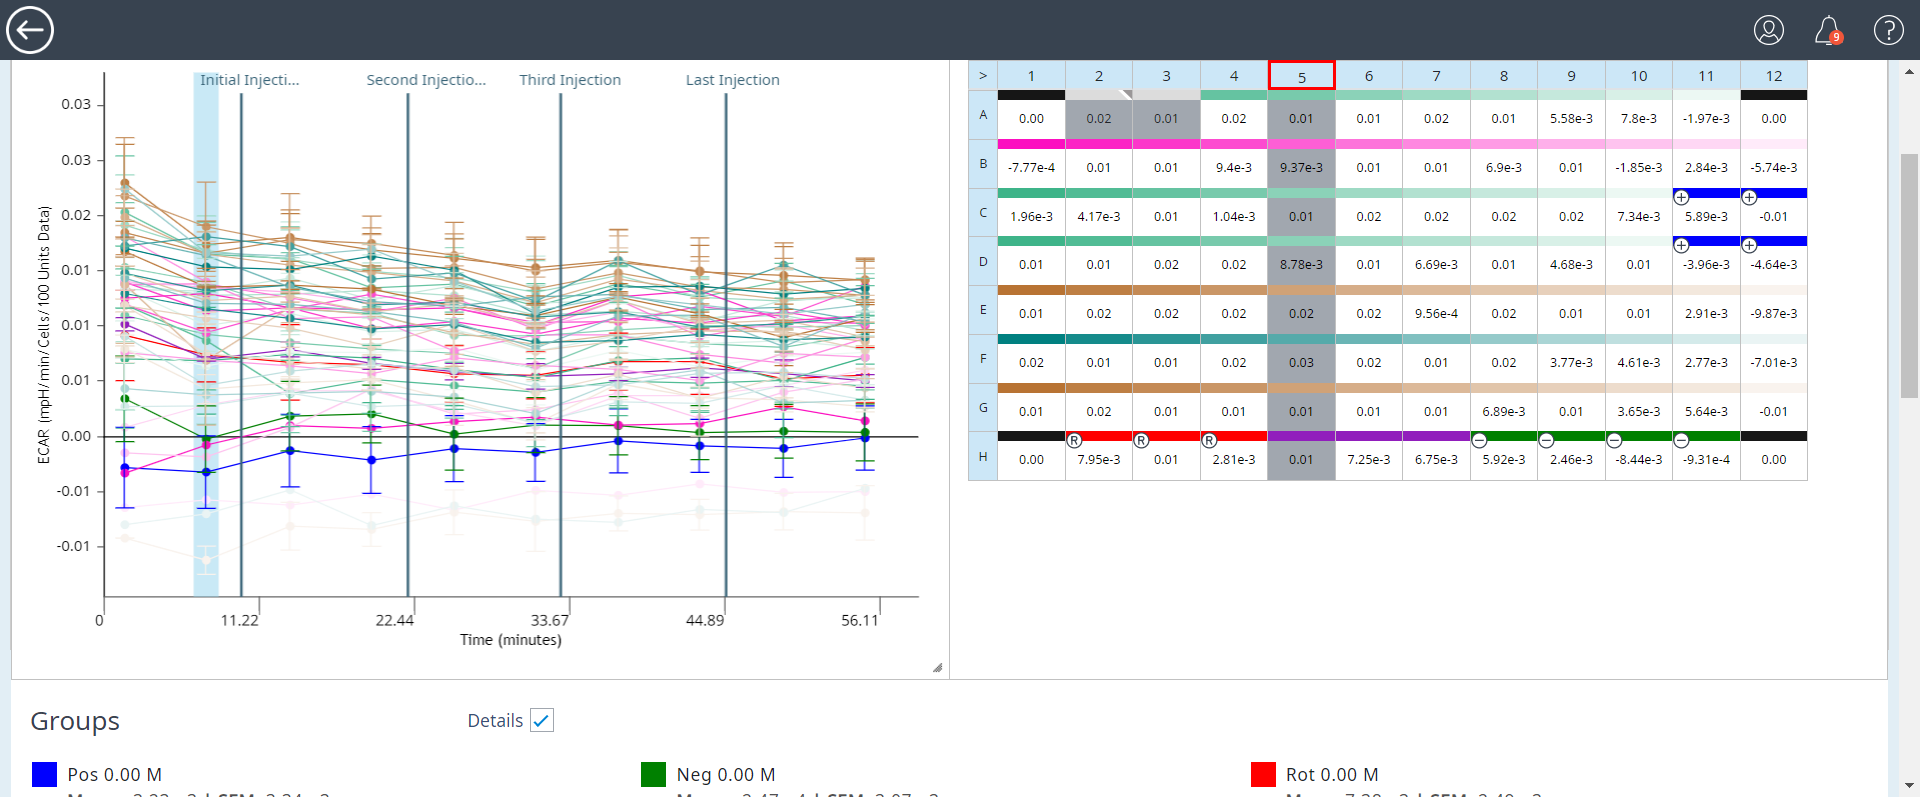 9
Initial Injecti...
Second Injectio...
Third Injection
Last Injection
0.03
0.03
0.02
0.01
0.01
0.01
0.00
-0.01
-0.01
ECAR (mpH/min/Cells/100 Units Data)
0
11.22
22.44
33.67
44.89
56.11
Time (minutes)
> 1 2 3 4 5 6 7 8 9 10 11 12
A 0.00 0.02 0.01 0.02 0.01 0.01 0.02 0.01 5.58e-3 7.8e-3 -1.97e-3 0.00
B -7.77e-4 0.01 0.01 9.4e-3 9.37e-3 0.01 0.01 6.9e-3 0.01 -1.85e-3 2.84e-3 -5.74e-3
C 1.96e-3 4.17e-3 0.01 1.04e-3 0.01 0.02 0.02 0.02 0.02 7.34e-3 5.89e-3 -0.01
D 0.01 0.01 0.02 0.02 8.78e-3 0.01 6.69e-3 0.01 4.68e-3 0.01 -3.96e-3 -4.64e-3
E 0.01 0.02 0.02 0.02 0.02 0.02 9.56e-4 0.02 0.01 0.01 2.91e-3 -9.87e-3
F 0.02 0.01 0.01 0.02 0.03 0.02 0.01 0.02 3.77e-3 4.61e-3 2.77e-3 -7.01e-3
G 0.01 0.02 0.01 0.01 0.01 0.01 0.01 6.89e-3 0.01 3.65e-3 5.64e-3 -0.01
R R R
H 0.00 7.95e-3 0.01 2.81e-3 0.01 7.25e-3 6.75e-3 5.92e-3 2.46e-3 -8.44e-3 -9.31e-4 0.00
Groups
Details
Pos 0.00 M
Neg 0.00 M
Rot 0.00 M